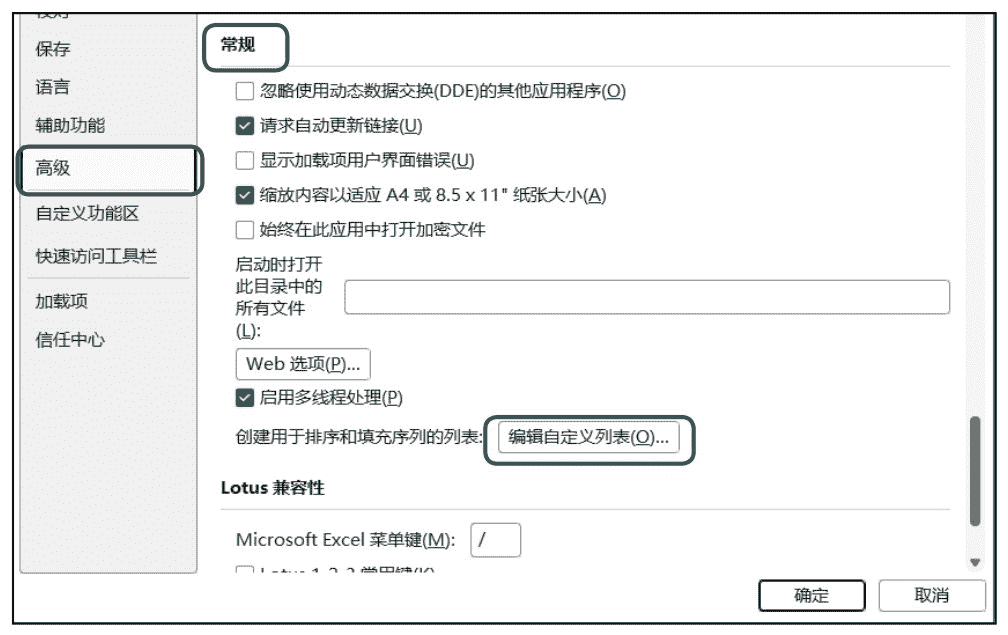 保存
语言
辅助功能
高级
自定义功能区
快速访问工具栏
加载项
信任中心
常规
忽略使用动态数据交换(DDE)的其他应用程序(O)
请求自动更新链接(U)
显示加载项用户界面错误(U)
缩放内容以适应 A4 或 8.5 x 11" 纸张大小(A)
始终在此应用中打开加密文件
启动时打开
此目录中的
所有文件
(L):
Web 选项(P)...
启用多线程处理(P)
创建用于排序和填充序列的列表: 编辑自定义列表(O)...
Lotus 兼容性
Microsoft Excel 菜单键(M): /
确定 取消